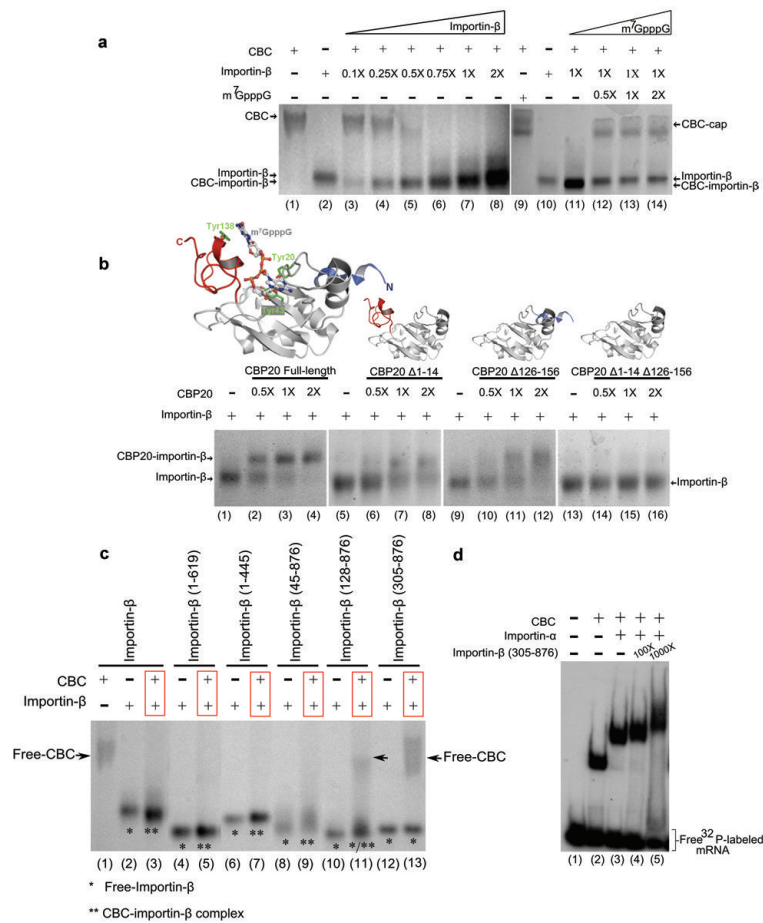 a
Importin-β
m⁷GpppG
CBC + - + + + + + + + - + + + +
Importin-β - + 0.1X 0.25X 0.5X 0.75X 1X 2X - + 1X 1X 1X 1X
m⁷GpppG - - - - - - - - + - - 0.5X 1X 2X
CBC
CBC-cap
Importin-β
CBC-importin-β
Importin-β
CBC-importin-β
(1) (2) (3) (4) (5) (6) (7) (8) (9) (10) (11) (12) (13) (14)
b
Tyr138
m⁷GpppG
C
Tyr20
Tyr43
N
CBP20 Full-length
CBP20 Δ1-14
CBP20 Δ126-156
CBP20 Δ1-14 Δ126-156
CBP20 - 0.5X 1X 2X - 0.5X 1X 2X - 0.5X 1X 2X - 0.5X 1X 2X
Importin-β + + + + + + + + + + + + + + + +
CBP20-importin-β
Importin-β
Importin-β
(1) (2) (3) (4) (5) (6) (7) (8) (9) (10) (11) (12) (13) (14) (15) (16)
c
Importin-β
Importin-β (1-619)
Importin-β (1-445)
Importin-β (45-876)
Importin-β (128-876)
Importin-β (305-876)
CBC + - + - + - + - + - + - +
Importin-β - + + + + + + + + + + + +
Free-CBC
Free-CBC
* ** * ** * ** * ** * */** * *
(1) (2) (3) (4) (5) (6) (7) (8) (9) (10) (11) (12) (13)
* Free-Importin-β
** CBC-importin-β complex
d
CBC - + + + +
Importin-α - - + + +
Importin-β (305-876) - - - 100X 1000X
Free ³²P-labeled
mRNA
(1) (2) (3) (4) (5)